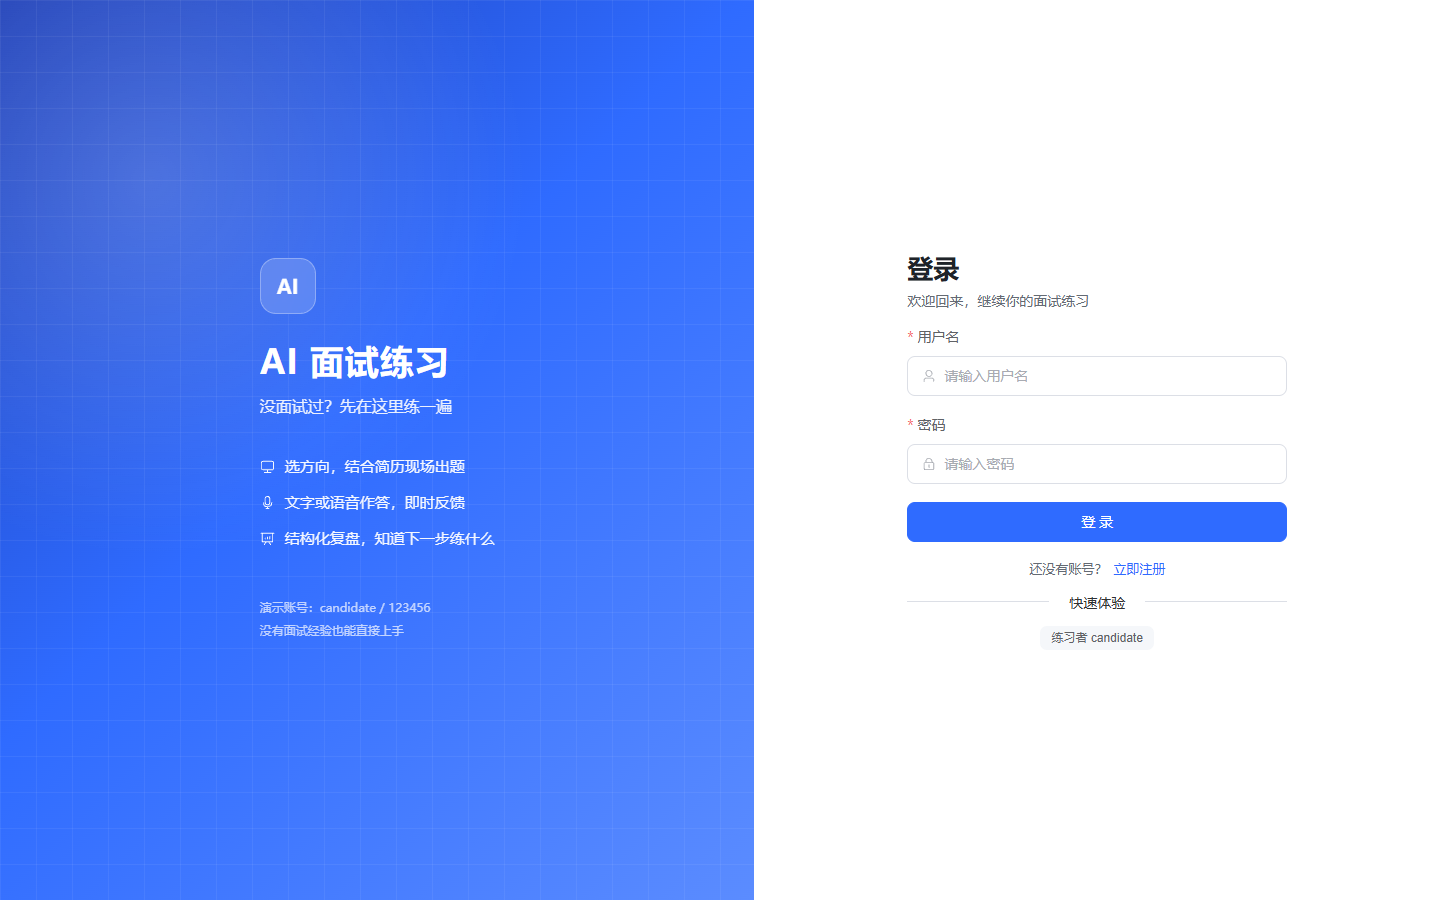 AI
AI 面试练习
没面试过？先在这里练一遍
选方向，结合简历现场出题
文字或语音作答，即时反馈
结构化复盘，知道下一步练什么
演示账号：candidate / 123456
没有面试经验也能直接上手
登录
欢迎回来，继续你的面试练习
* 用户名
请输入用户名
* 密码
请输入密码
登 录
还没有账号？ 立即注册
快速体验
练习者 candidate